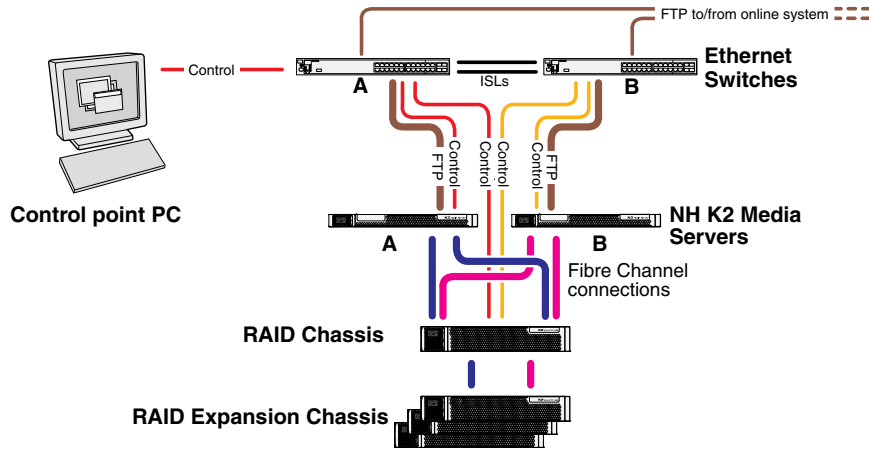 FTP to/from online system
Control
ISLs
Ethernet
Switches
A
B
FTP
Control
Control
Control
Control
FTP
Control point PC
NH K2 Media
Servers
A
B
Fibre Channel
connections
RAID Chassis
RAID Expansion Chassis